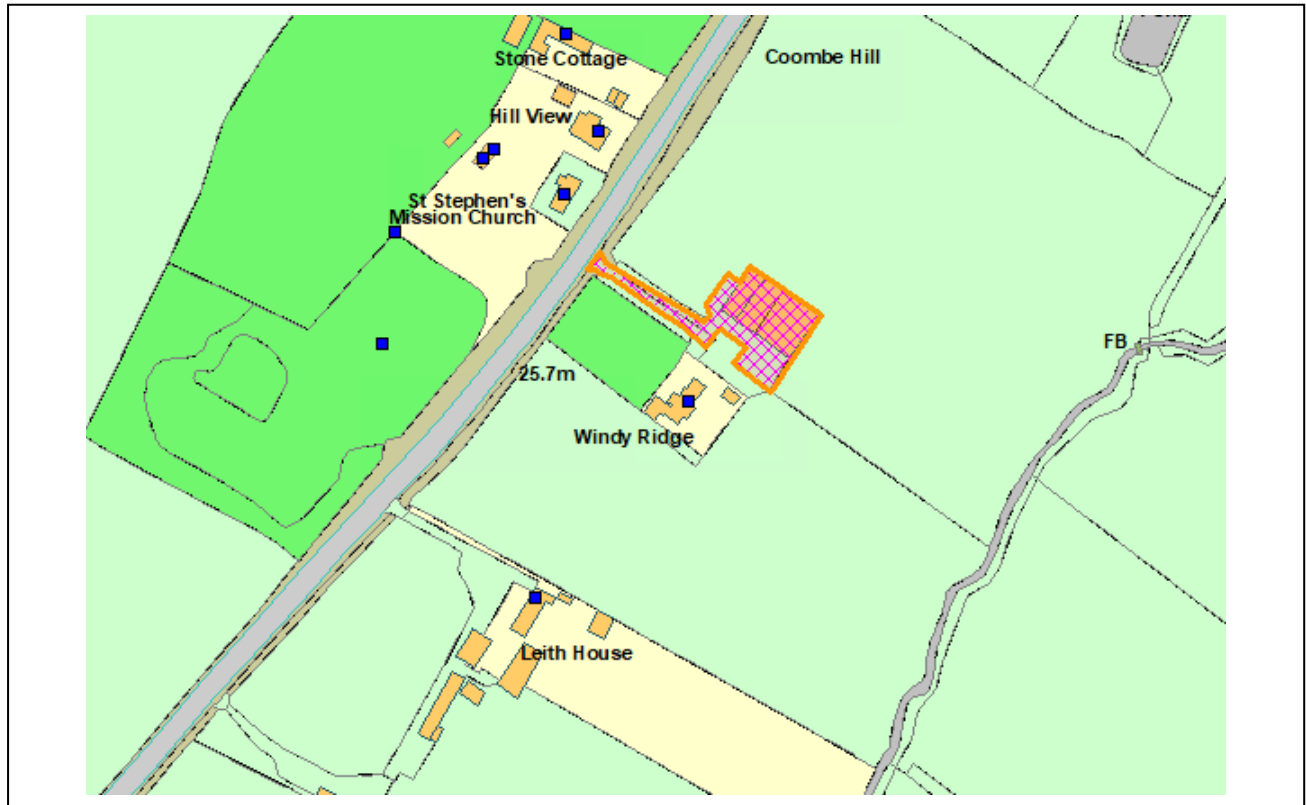 Stone Cottage
Coombe Hill
Hill View
St Stephen's
Mission Church
FB
25.7m
Windy Ridge
Leith House